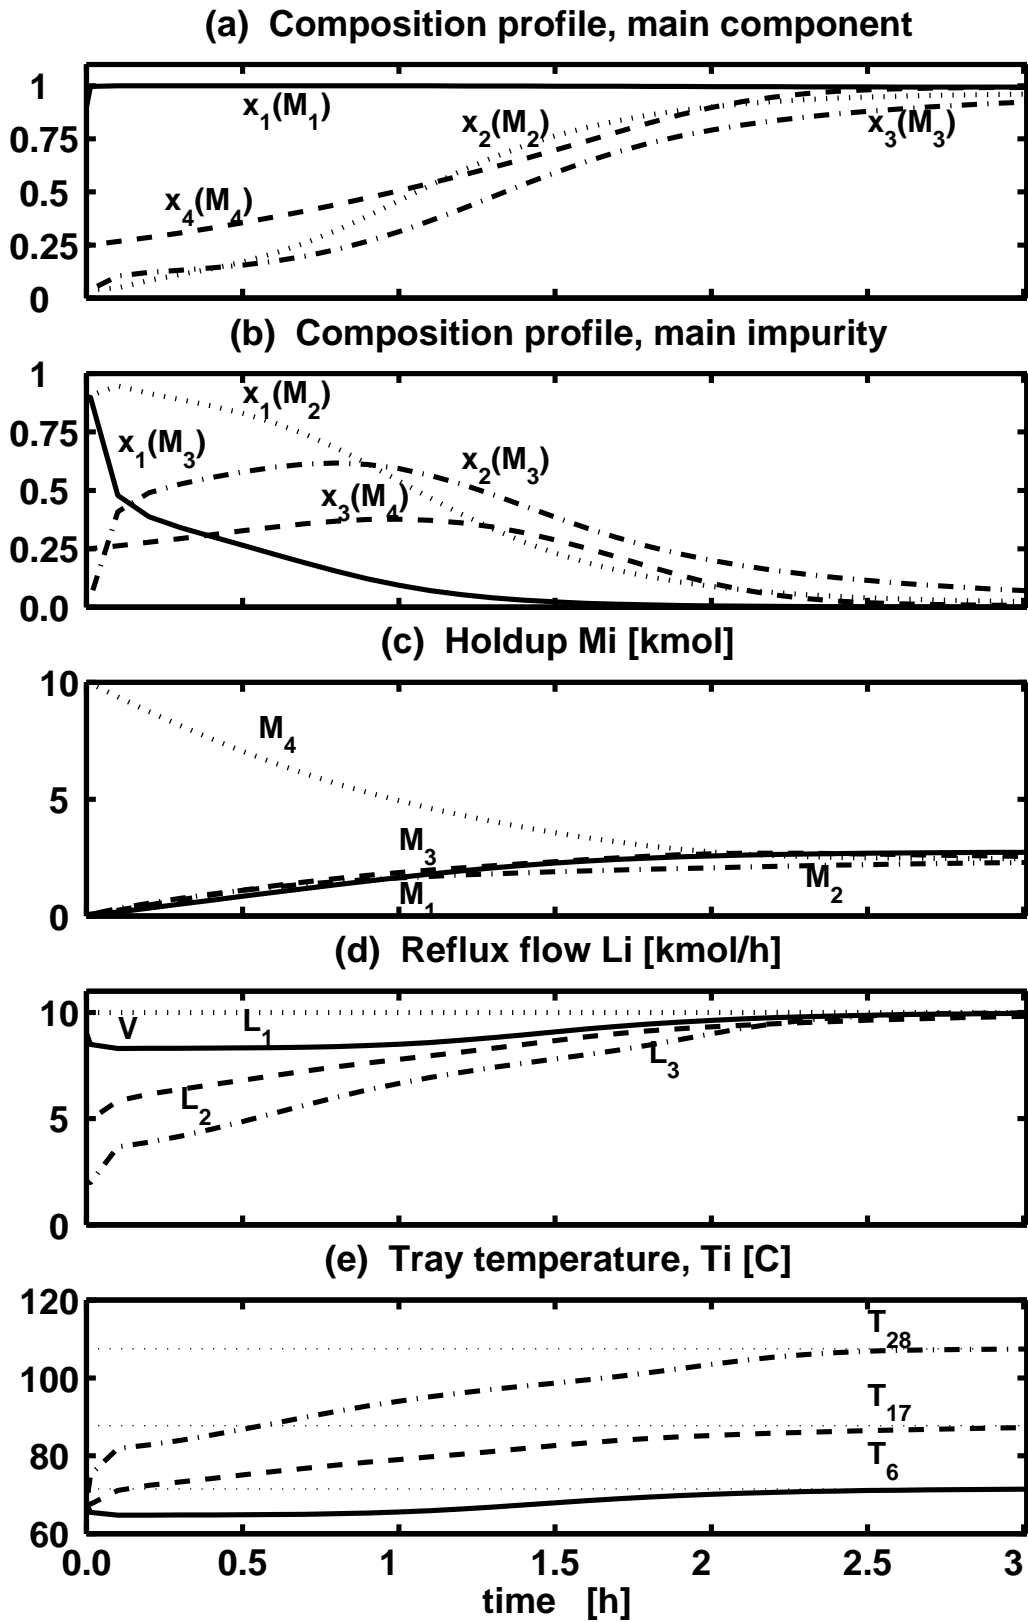 (a) Composition profile, main component
1
0.75
0.5
0.25
0
x1(M1)
x2(M2)
x3(M3)
x4(M4)
(b) Composition profile, main impurity
1
0.75
0.5
0.25
0.0
x1(M2)
x1(M3)
x2(M3)
x3(M4)
(c) Holdup Mi [kmol]
10
5
0
M4
M3
M1
M2
(d) Reflux flow Li [kmol/h]
10
5
0
V
L1
L2
L3
(e) Tray temperature, Ti [C]
120
100
80
60
T28
T17
T6
0.0 0.5 1 1.5 2 2.5 3
time [h]